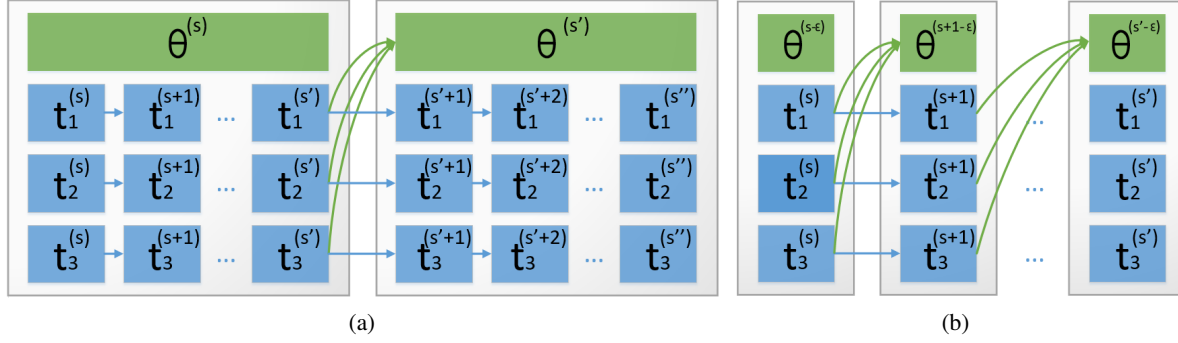 θ(s) θ(s') θ(s-ϵ) θ(s+1-ε) θ(s'-ε)
t1(s) t1(s+1) ... t1(s') t1(s'+1) t1(s'+2) ... t1(s'') t1(s) t1(s+1) ... t1(s')
t2(s) t2(s+1) ... t2(s') t2(s'+1) t2(s'+2) ... t2(s'') t2(s) t2(s+1) ... t2(s')
t3(s) t3(s+1) ... t3(s') t3(s'+1) t3(s'+2) ... t3(s'') t3(s) t3(s+1) ... t3(s')
(a) (b)